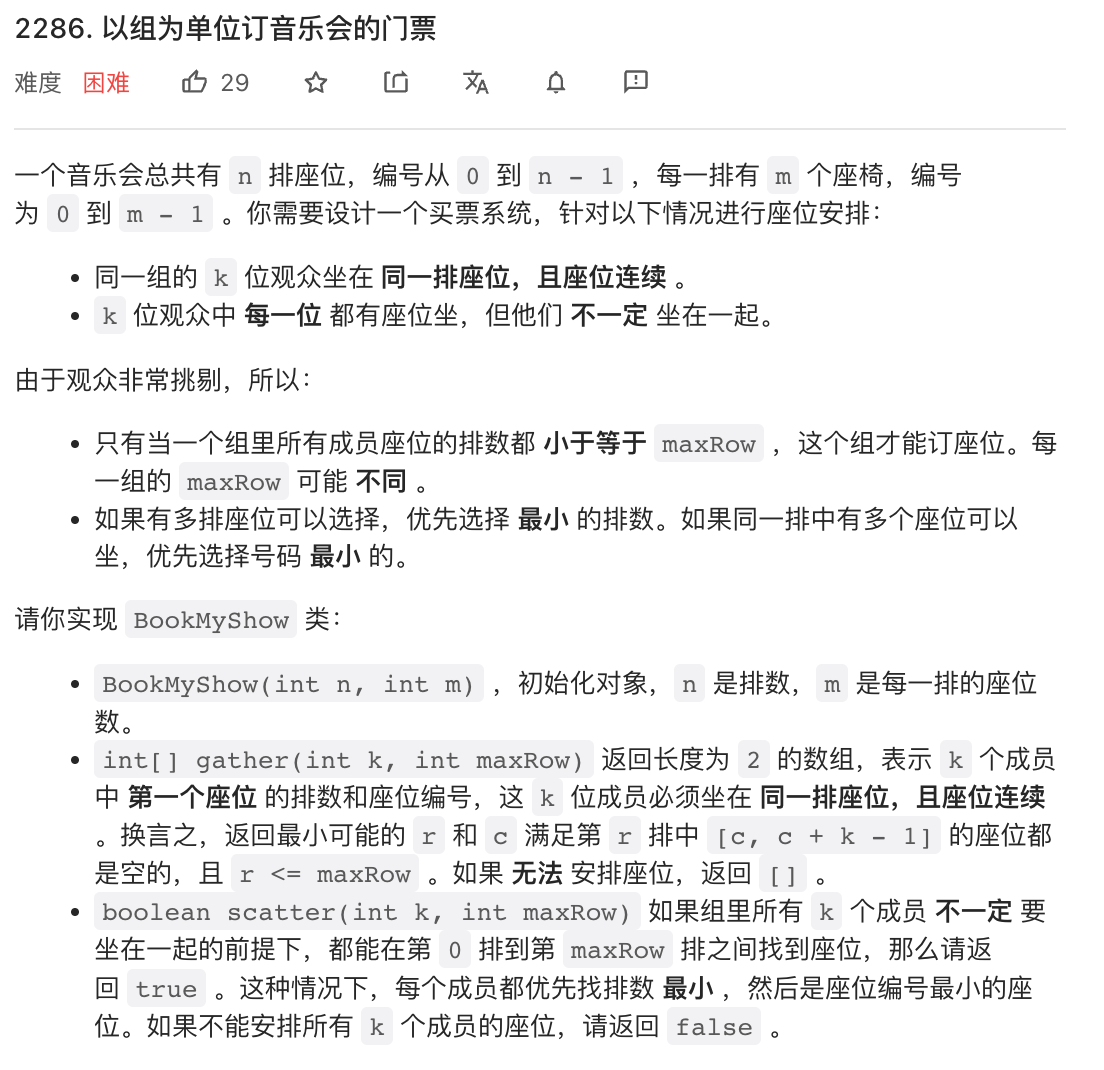 2286. 以组为单位订音乐会的门票
难度 困难 29
一个音乐会总共有 n 排座位，编号从 0 到 n - 1 ，每一排有 m 个座椅，编号
为 0 到 m - 1 。你需要设计一个买票系统，针对以下情况进行座位安排：
• 同一组的 k 位观众坐在 同一排座位，且座位连续 。
• k 位观众中 每一位 都有座位坐，但他们 不一定 坐在一起。
由于观众非常挑剔，所以：
• 只有当一个组里所有成员座位的排数都 小于等于 maxRow ，这个组才能订座位。每
一组的 maxRow 可能 不同 。
• 如果有多排座位可以选择，优先选择 最小 的排数。如果同一排中有多个座位可以
坐，优先选择号码 最小 的。
请你实现 BookMyShow 类：
• BookMyShow(int n, int m) ，初始化对象，n 是排数，m 是每一排的座位
数。
• int[] gather(int k, int maxRow) 返回长度为 2 的数组，表示 k 个成员
中 第一个座位 的排数和座位编号，这 k 位成员必须坐在 同一排座位，且座位连续
。换言之，返回最小可能的 r 和 c 满足第 r 排中 [c, c + k - 1] 的座位都
是空的，且 r <= maxRow 。如果 无法 安排座位，返回 [] 。
• boolean scatter(int k, int maxRow) 如果组里所有 k 个成员 不一定 要
坐在一起的前提下，都能在第 0 排到第 maxRow 排之间找到座位，那么请返
回 true 。这种情况下，每个成员都优先找排数 最小 ，然后是座位编号最小的座
位。如果不能安排所有 k 个成员的座位，请返回 false 。